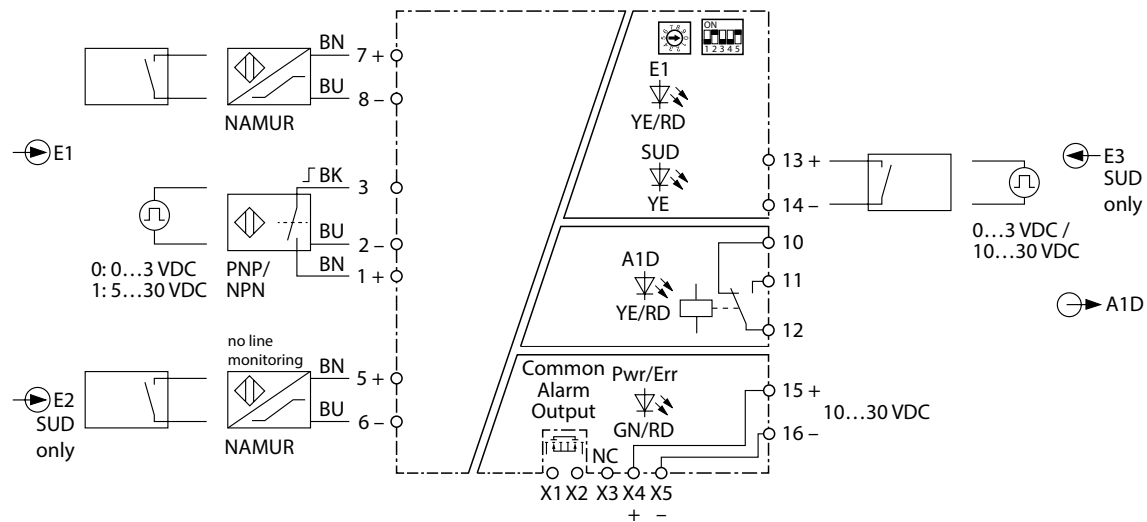 BN
7 +
BU
8 –
NAMUR
E1
BK
3
BU
2 –
BN
1 +
0: 0…3 VDC
1: 5…30 VDC
PNP/
NPN
no line
monitoring
BN
5 +
BU
6 –
NAMUR
E2
SUD
only
ON
1 2 3 4 5
E1
YE/RD
SUD
YE
13 +
14 –
E3
SUD
only
0…3 VDC /
10…30 VDC
10
11
12
A1D
YE/RD
A1D
Common
Alarm
Output
Pwr/Err
GN/RD
15 +
16 –
10…30 VDC
NC
X1 X2 X3 X4 X5
+ –